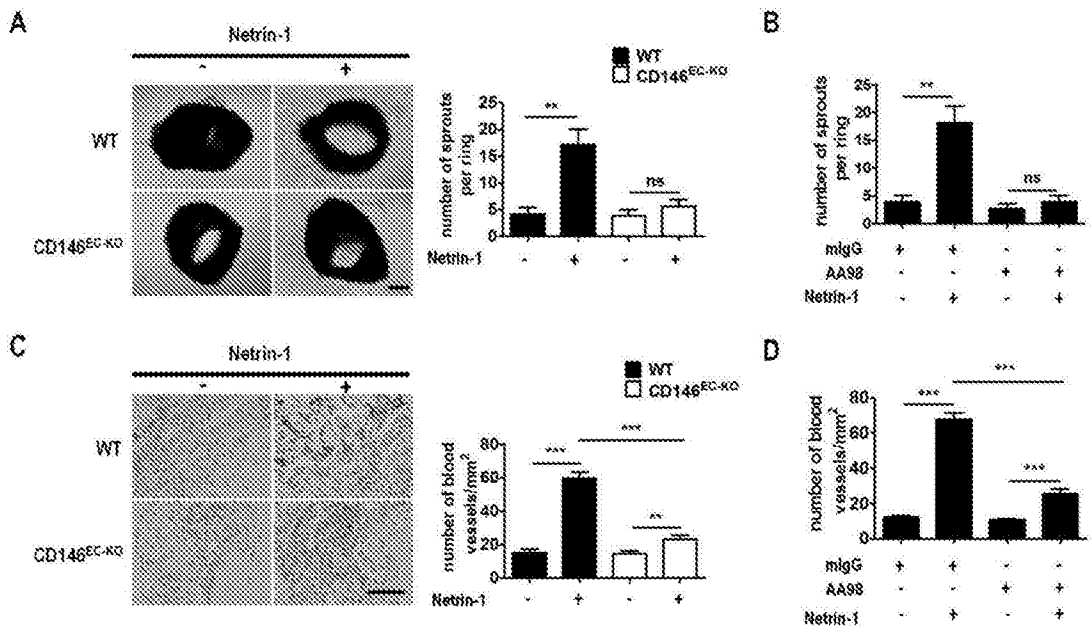 A
Netrin-1
- +
WT
CD146EC-KO
WT
CD146EC-KO
number of sprouts
per ring
25
20
15
10
5
0
**
ns
Netrin-1 - + - +
B
number of sprouts
per ring
25
20
15
10
5
0
**
ns
mIgG + + - -
AA98 - - + +
Netrin-1 - + - +
C
Netrin-1
- +
WT
CD146EC-KO
WT
CD146EC-KO
number of blood
vessels/mm2
80
60
40
20
0
***
***
**
Netrin-1 - + - +
D
number of blood
vessels/mm2
80
60
40
20
0
***
***
***
mIgG + + - -
AA98 - - + +
Netrin-1 - + - +